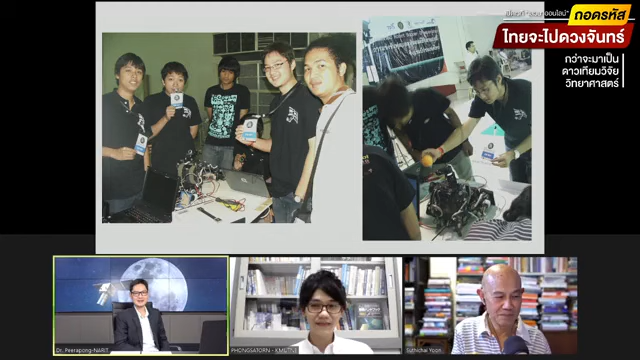 ถอดรหัส
ไทยจะไปดวงจันทร์
กว่าจะมาเป็น
ดาวเทียมวิจัย
วิทยาศาสตร์
Dr. Peerapong-NARIT
PHONGSATORN - KMUTNB
Suthichai Yoon